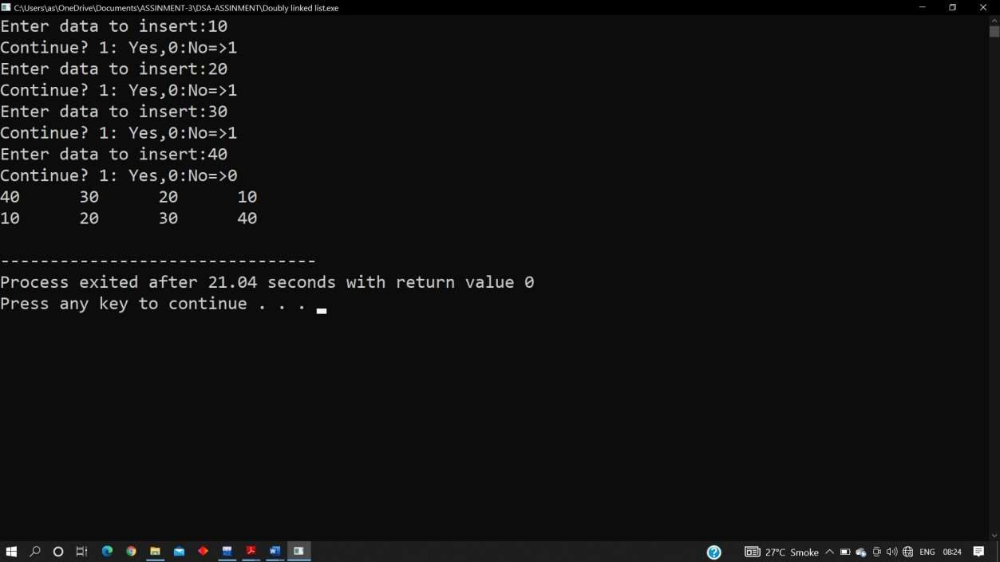 C:\Users\as\OneDrive\Documents\ASSINMENT-3\DSA-ASSINMENT\Doubly linked list.exe
Enter data to insert:10
Continue? 1: Yes,0:No=>1
Enter data to insert:20
Continue? 1: Yes,0:No=>1
Enter data to insert:30
Continue? 1: Yes,0:No=>1
Enter data to insert:40
Continue? 1: Yes,0:No=>0
40 30 20 10
10 20 30 40
--------------------------------
Process exited after 21.04 seconds with return value 0
Press any key to continue . . .
27°C Smoke ENG 08:24